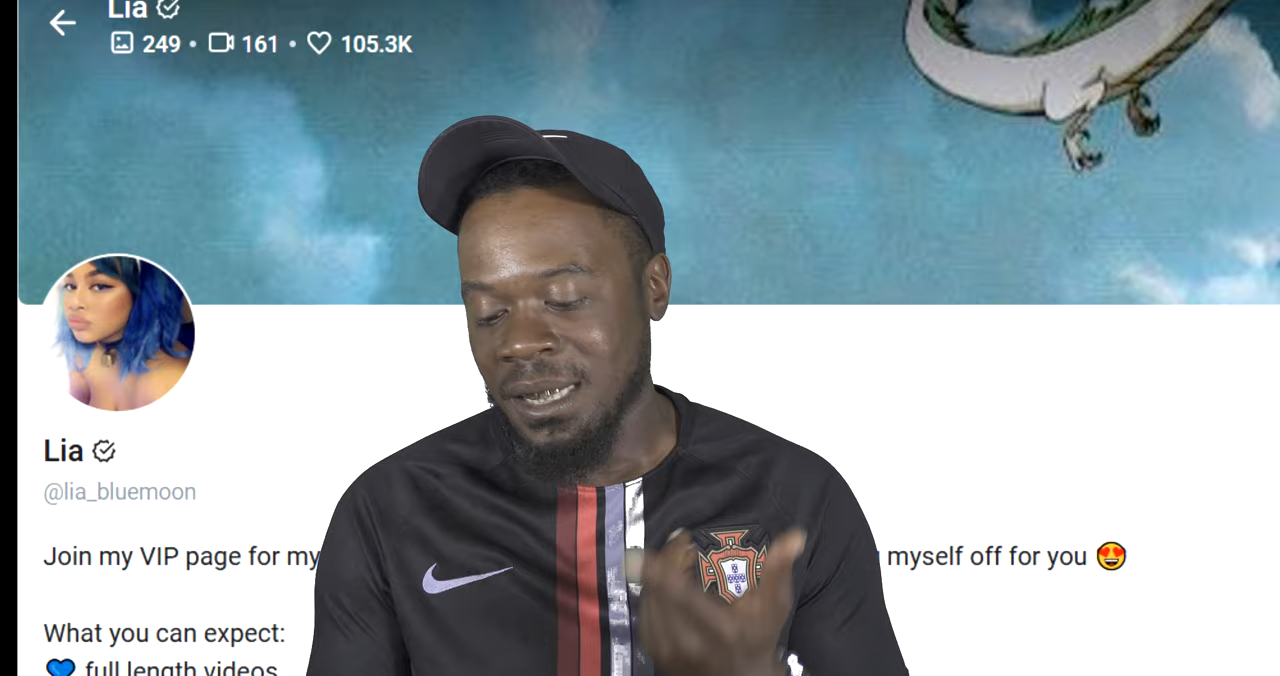 Lia
249 • 161 • 105.3K
Lia
@lia_bluemoon
Join my VIP page for my myself off for you 😍
What you can expect:
💙 full length videos